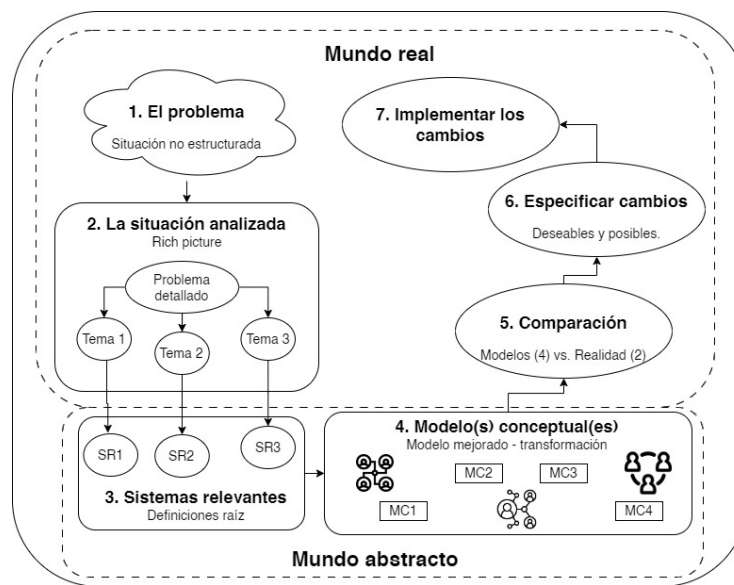 Mundo real
1. El problema
Situación no estructurada
2. La situación analizada
Rich picture
Problema
detallado
Tema 1
Tema 2
Tema 3
SR1
SR2
SR3
3. Sistemas relevantes
Definiciones raíz
4. Modelo(s) conceptual(es)
Modelo mejorado - transformación
MC1
MC2
MC3
MC4
5. Comparación
Modelos (4) vs. Realidad (2)
6. Especificar cambios
Deseables y posibles.
7. Implementar los
cambios
Mundo abstracto